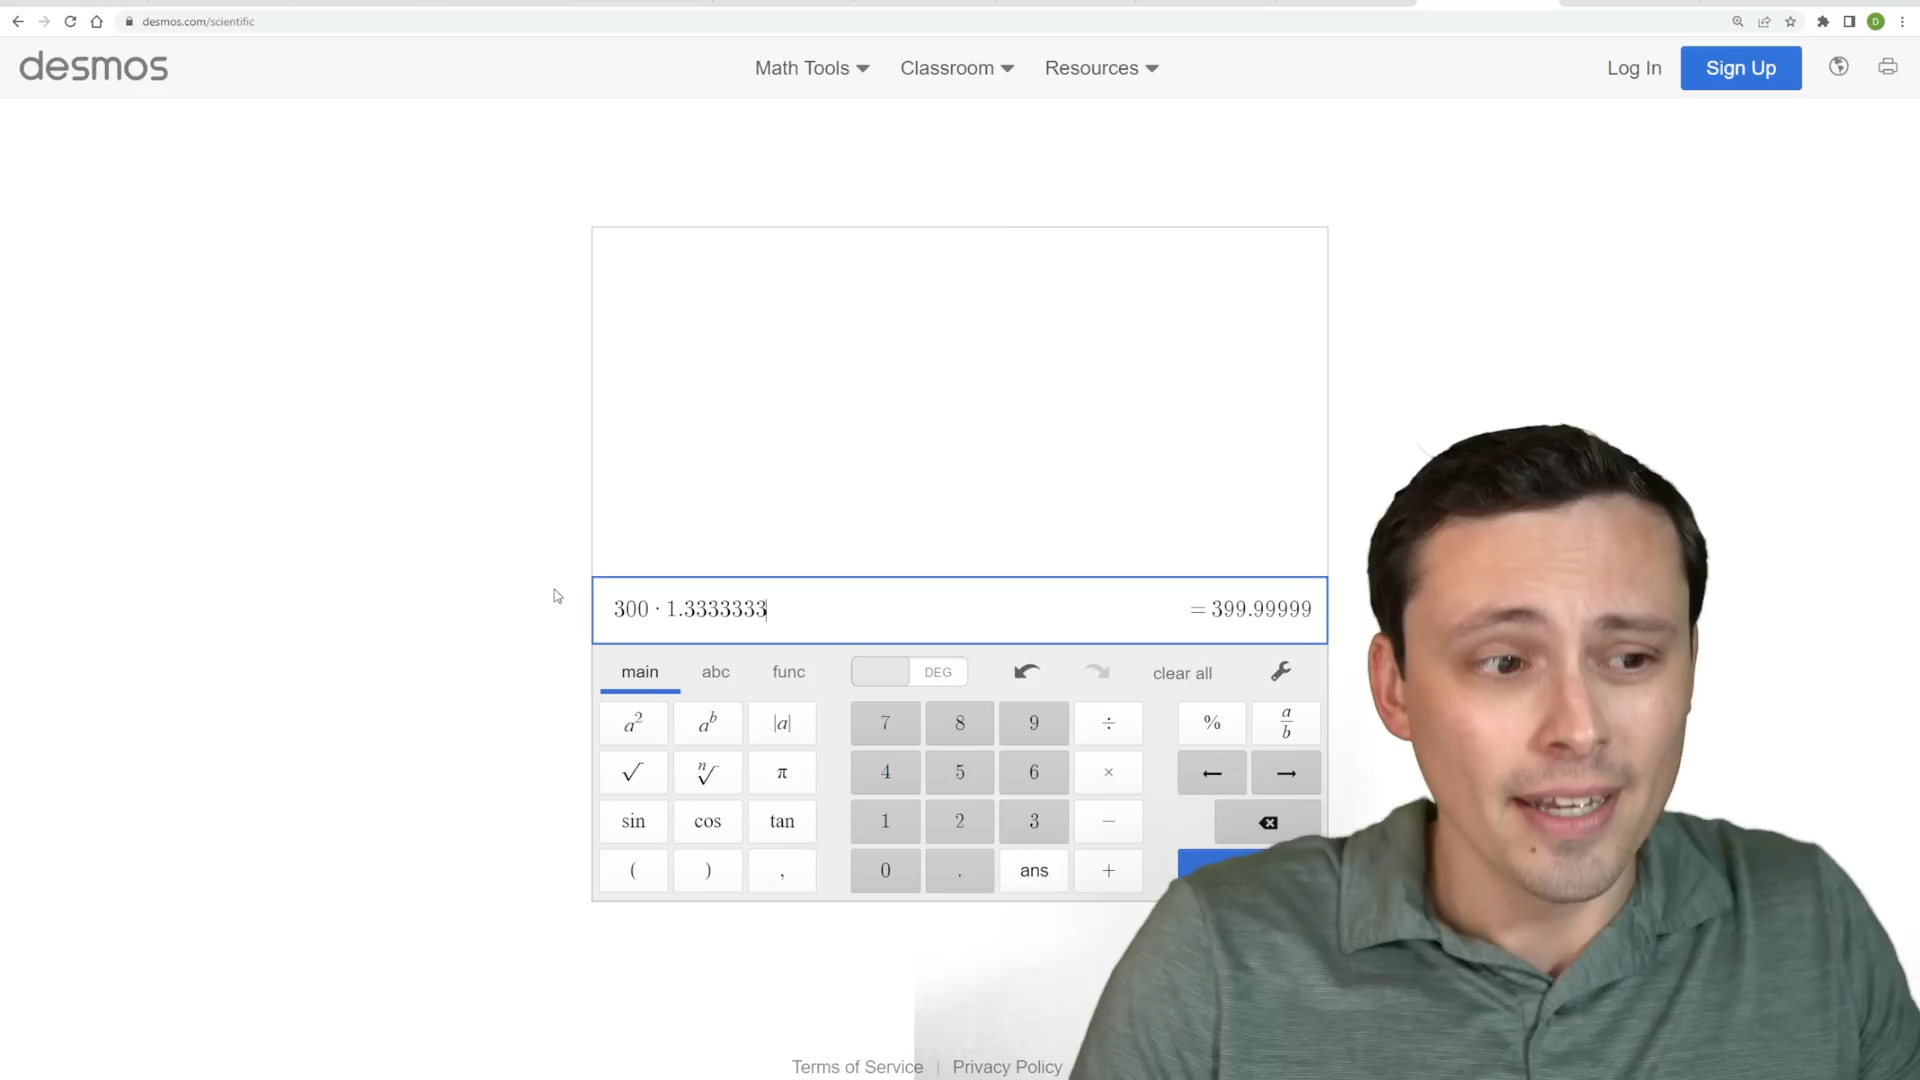 desmos.com/scientific
D
desmos
Math Tools Classroom Resources Log In Sign Up
300 · 1.3333333 = 399.99999
main abc func DEG clear all
a² aᵇ |a| 7 8 9 ÷ % a/b
√ ⁿ√ π 4 5 6 × ← →
sin cos tan 1 2 3 −
( ) , 0 . ans +
Terms of Service | Privacy Policy